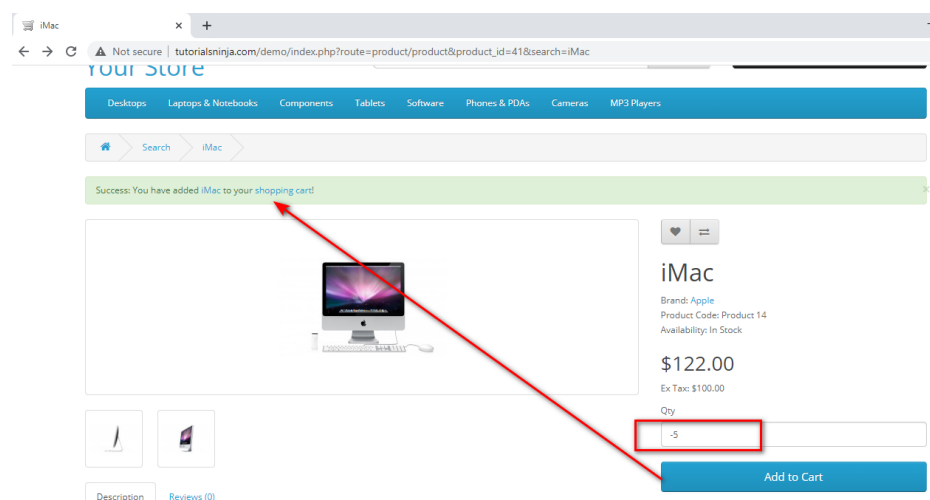 iMac
Not secure | tutorialsninja.com/demo/index.php?route=product/product&product_id=41&search=iMac
Your Store
Desktops Laptops & Notebooks Components Tablets Software Phones & PDAs Cameras MP3 Players
Search iMac
Success: You have added iMac to your shopping cart!
iMac
Brand: Apple
Product Code: Product 14
Availability: In Stock
$122.00
Ex Tax: $100.00
Qty
-5
Add to Cart
Description Reviews (0)